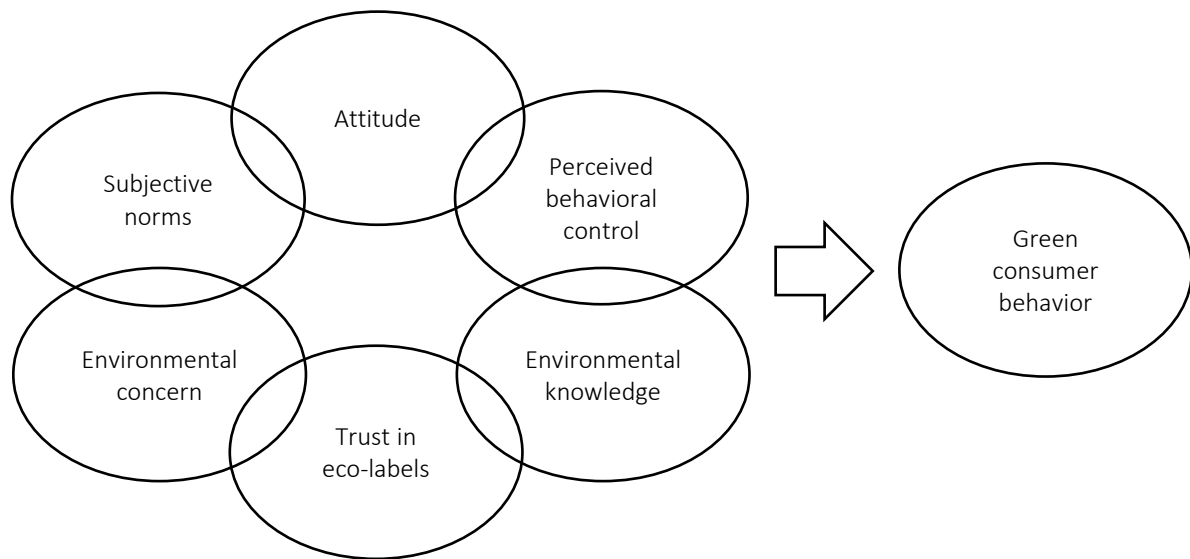 Attitude
Subjective
norms
Perceived
behavioral
control
Green
consumer
behavior
Environmental
concern
Environmental
knowledge
Trust in
eco-labels